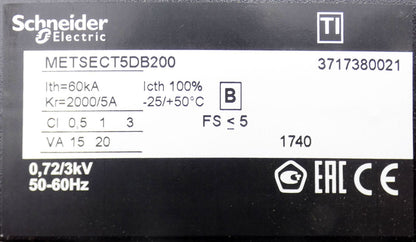 Schneider
Electric
TI
METSECT5DB200 3717380021
Ith=60kA Icth 100%
Kr=2000/5A -25/+50°C B
Cl 0,5 1 3 FS ≤ 5
VA 15 20 1740
0,72/3kV
50-60Hz
EAC CE